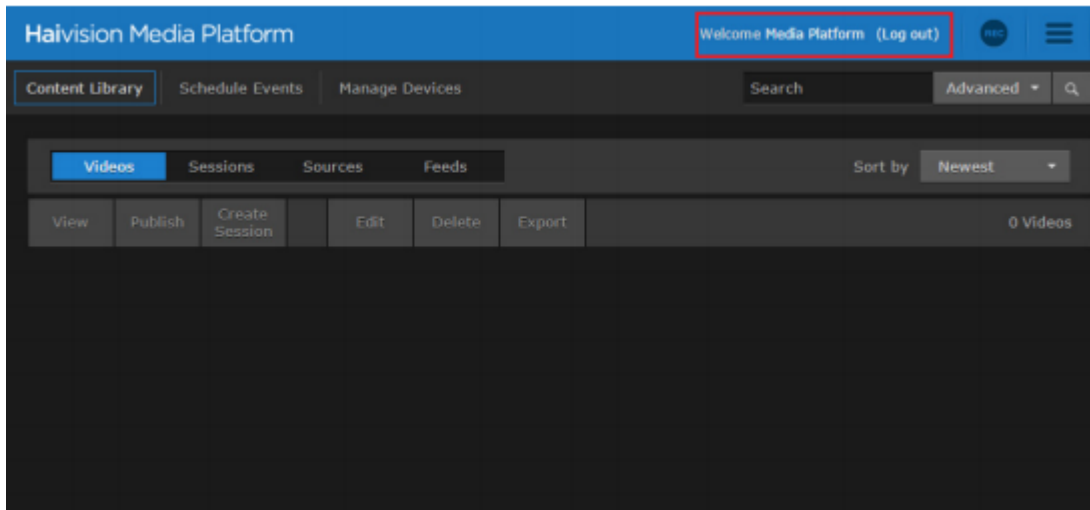 Haivision Media Platform
Welcome Media Platform (Log out)
REC
Content Library
Schedule Events
Manage Devices
Search
Advanced
Videos
Sessions
Sources
Feeds
Sort by
Newest
View
Publish
Create
Session
Edit
Delete
Export
0 Videos